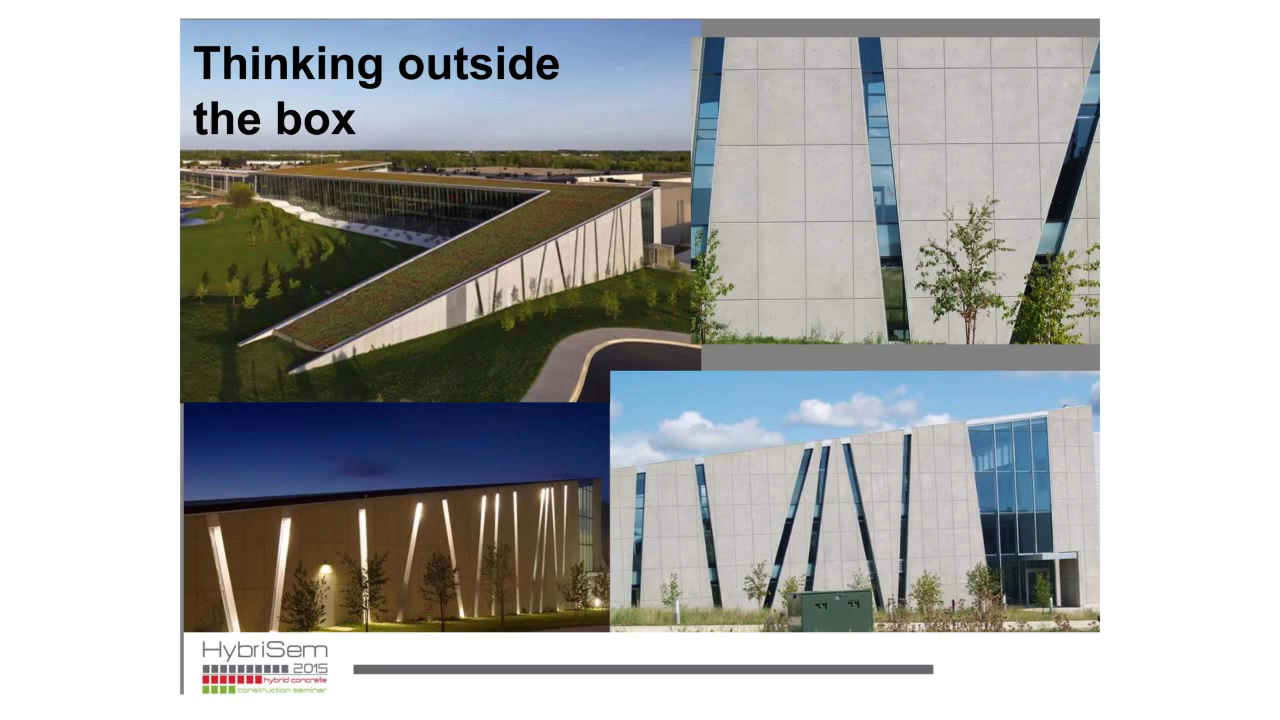 Thinking outside
the box
HybriSem
2015
hybrid concrete
construction seminar